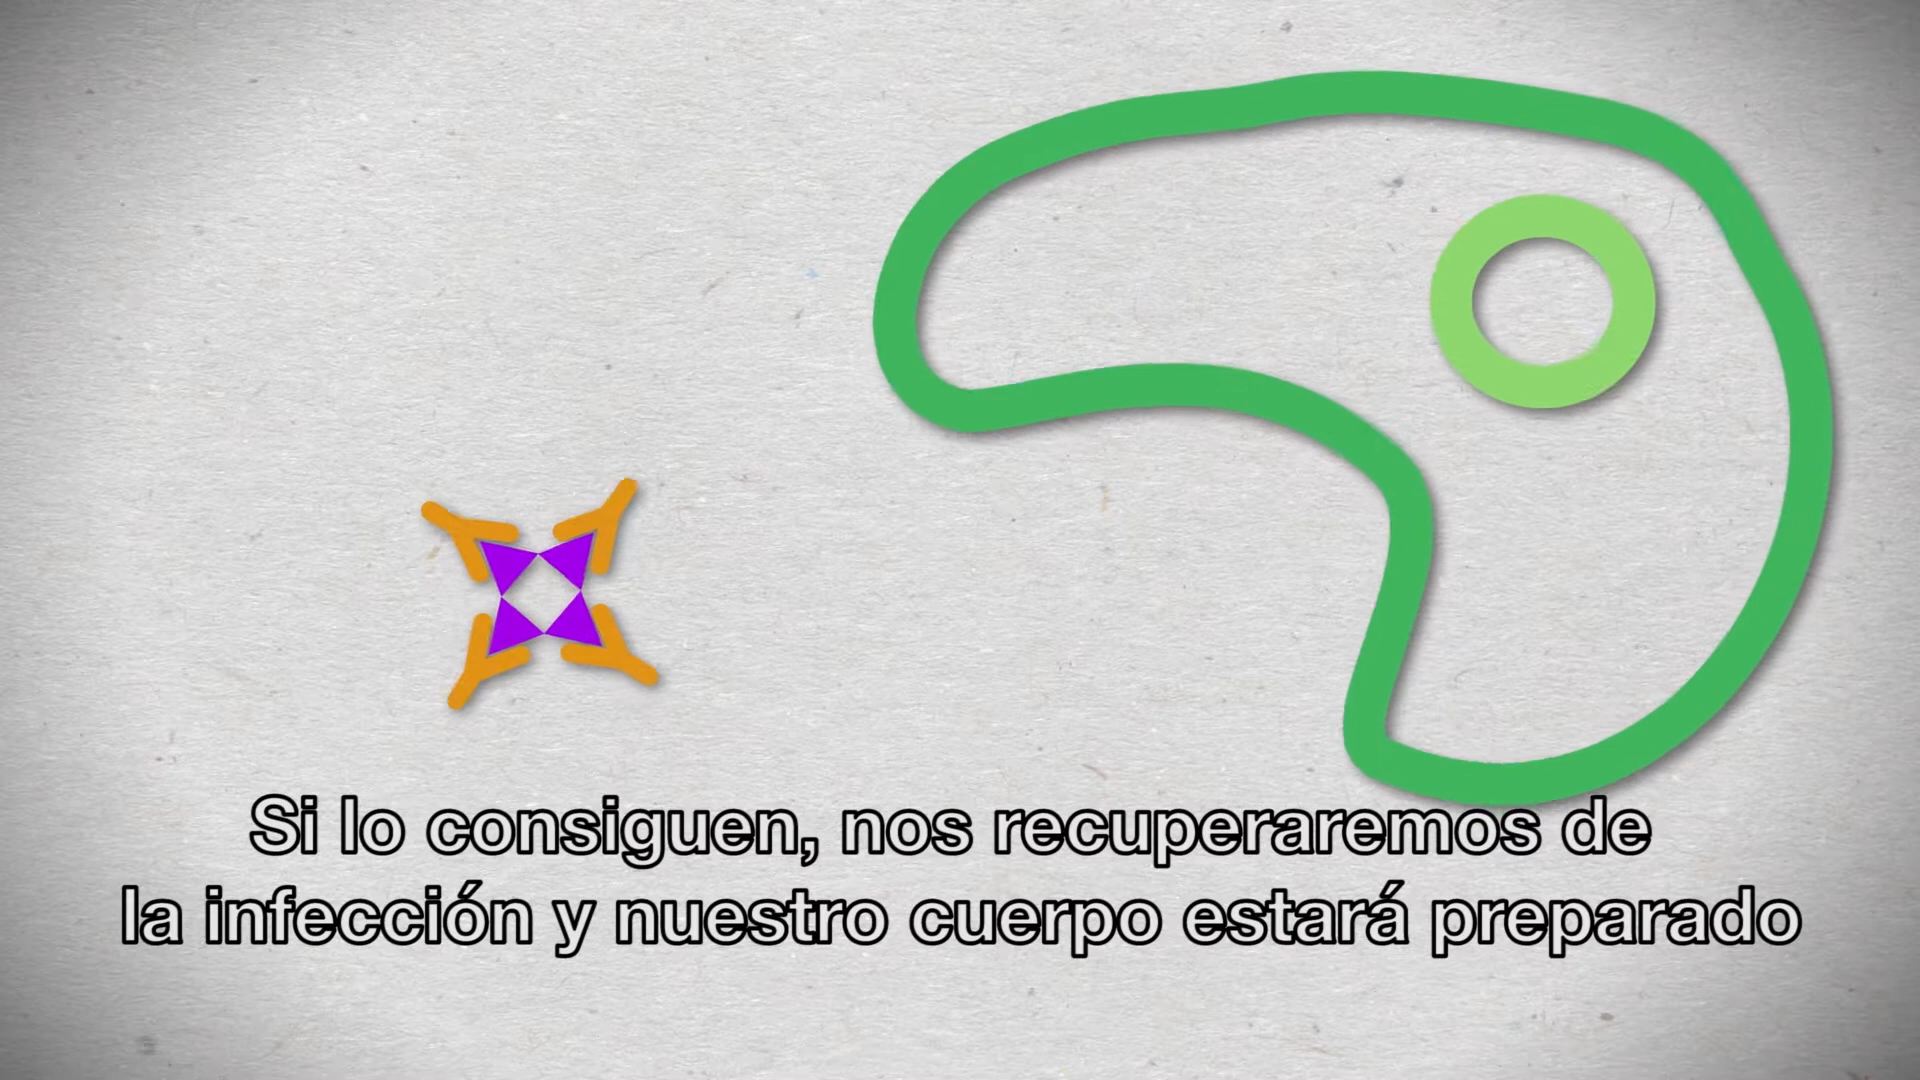 Si lo consiguen, nos recuperaremos de
la infección y nuestro cuerpo estará preparado